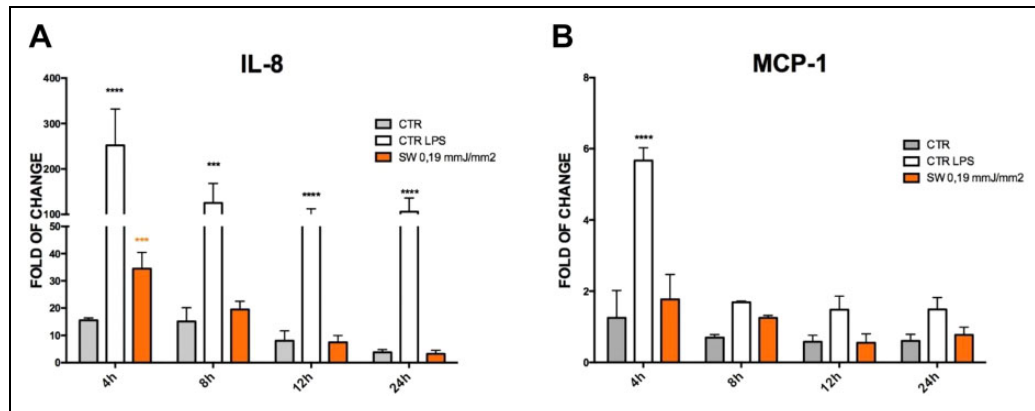 A
IL-8
FOLD OF CHANGE
400
300
200
100
50
40
30
20
10
0
****
***
***
****
****
CTR
CTR LPS
SW 0,19 mmJ/mm2
4h
8h
12h
24h
B
MCP-1
FOLD OF CHANGE
8
6
4
2
0
****
CTR
CTR LPS
SW 0,19 mmJ/mm2
4h
8h
12h
24h